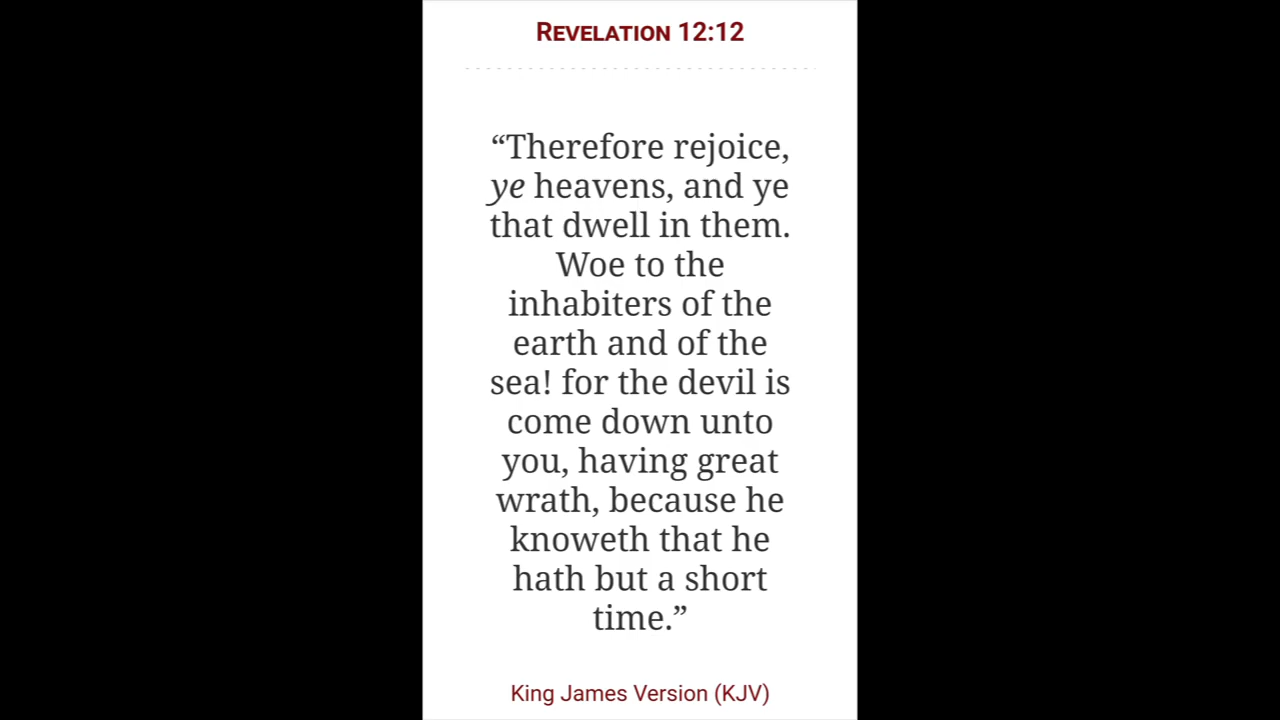 Revelation 12:12
“Therefore rejoice,
ye heavens, and ye
that dwell in them.
Woe to the
inhabiters of the
earth and of the
sea! for the devil is
come down unto
you, having great
wrath, because he
knoweth that he
hath but a short
time.”
King James Version (KJV)